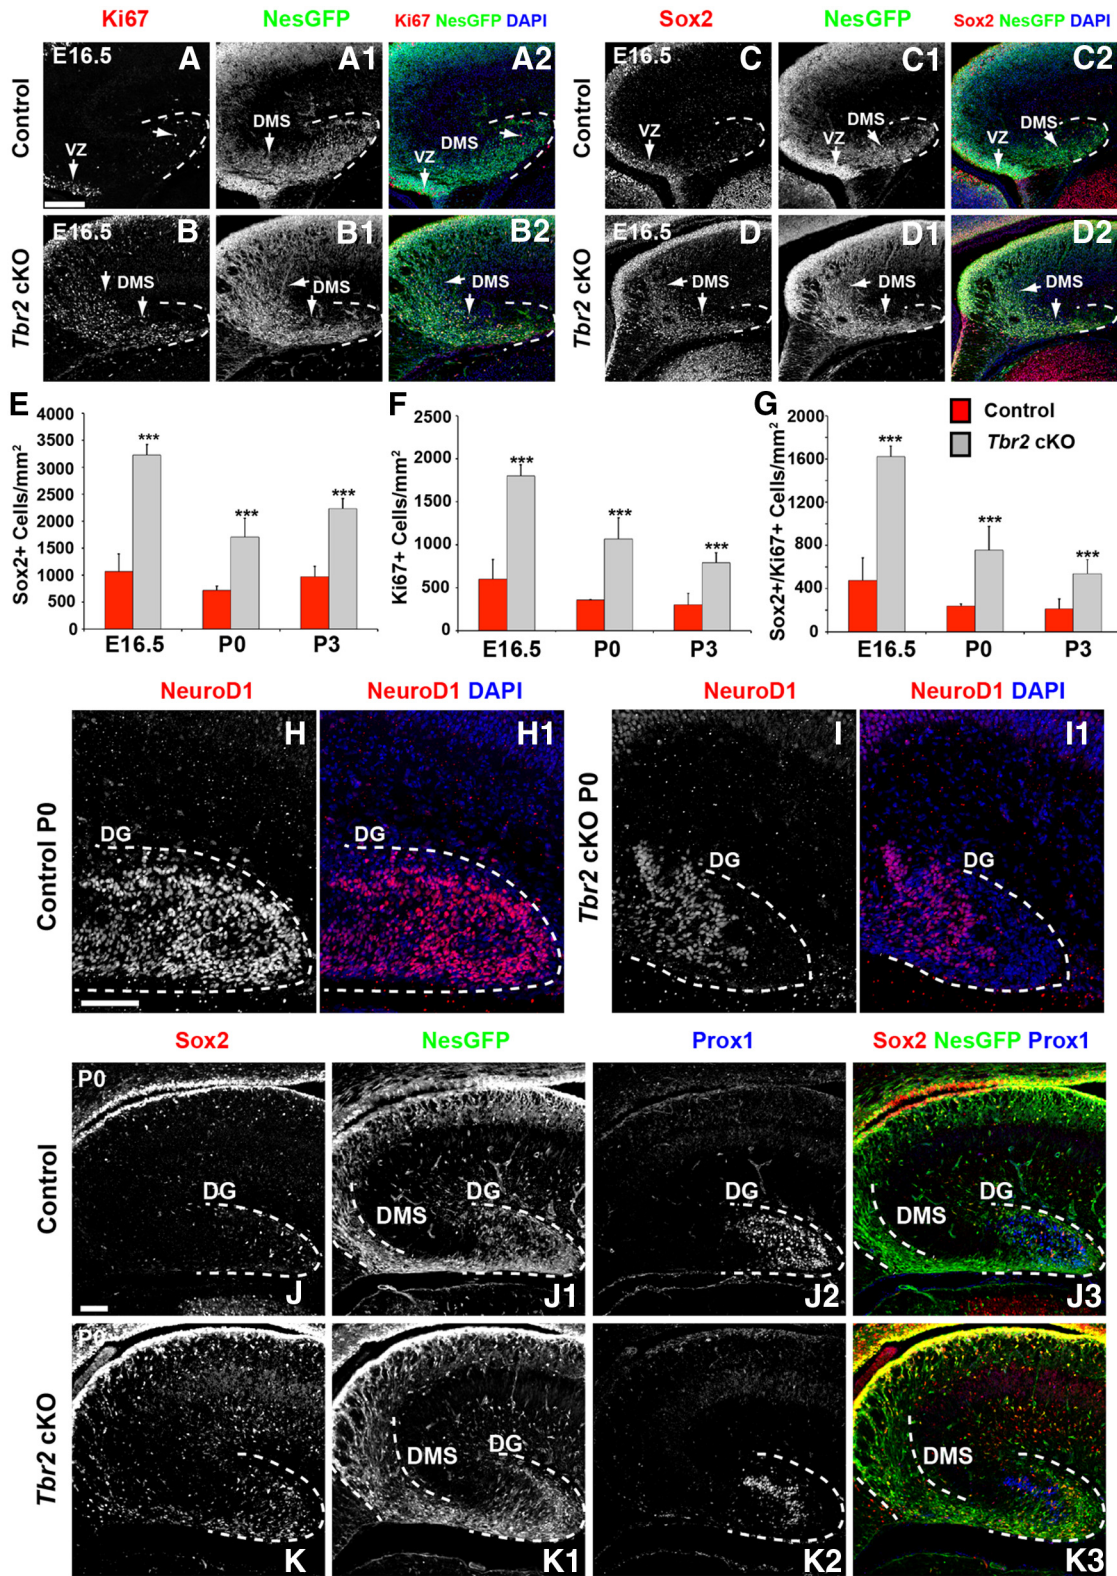 Ki67 NesGFP Ki67 NesGFP DAPI Sox2 NesGFP Sox2 NesGFP DAPI
Control
E16.5 A
VZ
A1
DMS
A2
DMS
VZ
E16.5 C
VZ
C1
DMS
VZ
C2
DMS
VZ
Tbr2 cKO
E16.5 B
DMS
B1
DMS
B2
DMS
E16.5 D
DMS
D1
DMS
D2
DMS
E
Sox2+ Cells/mm²
4000
3500
3000
2500
2000
1500
1000
500
0
***
***
***
E16.5 P0 P3
F
Ki67+ Cells/mm²
2500
2000
1500
1000
500
0
***
***
***
E16.5 P0 P3
G
Sox2+/Ki67+ Cells/mm²
2000
1600
1200
800
400
0
***
***
***
E16.5 P0 P3
Control
Tbr2 cKO
NeuroD1 NeuroD1 DAPI NeuroD1 NeuroD1 DAPI
Control P0
H
DG
H1
DG
Tbr2 cKO P0
I
DG
I1
DG
Sox2 NesGFP Prox1 Sox2 NesGFP Prox1
Control
P0
DG
J
DG
DMS
J1
DG
J2
DG
DMS
J3
Tbr2 cKO
P0
K
DMS
DG
K1
K2
DMS
K3